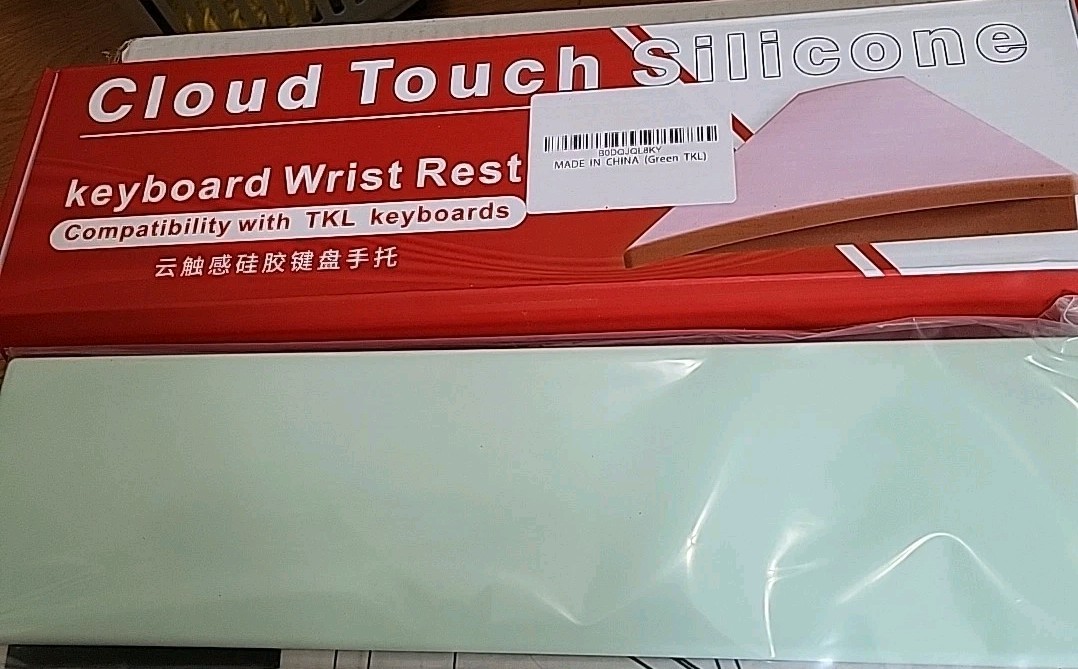 Cloud Touch Silicone
keyboard Wrist Rest
Compatibility with TKL keyboards
云触感硅胶键盘手托
B0DQJQL8KY
MADE IN CHINA (Green TKL)